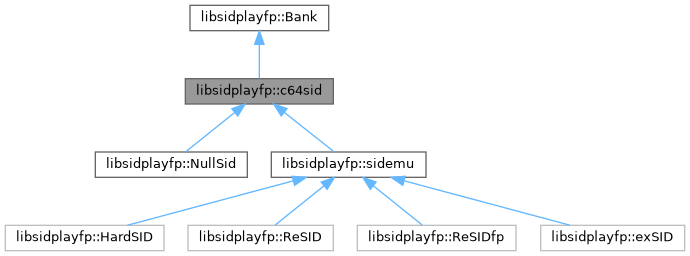 libsidplayfp::Bank
libsidplayfp::c64sid
libsidplayfp::NullSid
libsidplayfp::sidemu
libsidplayfp::HardSID
libsidplayfp::ReSID
libsidplayfp::ReSIDfp
libsidplayfp::exSID